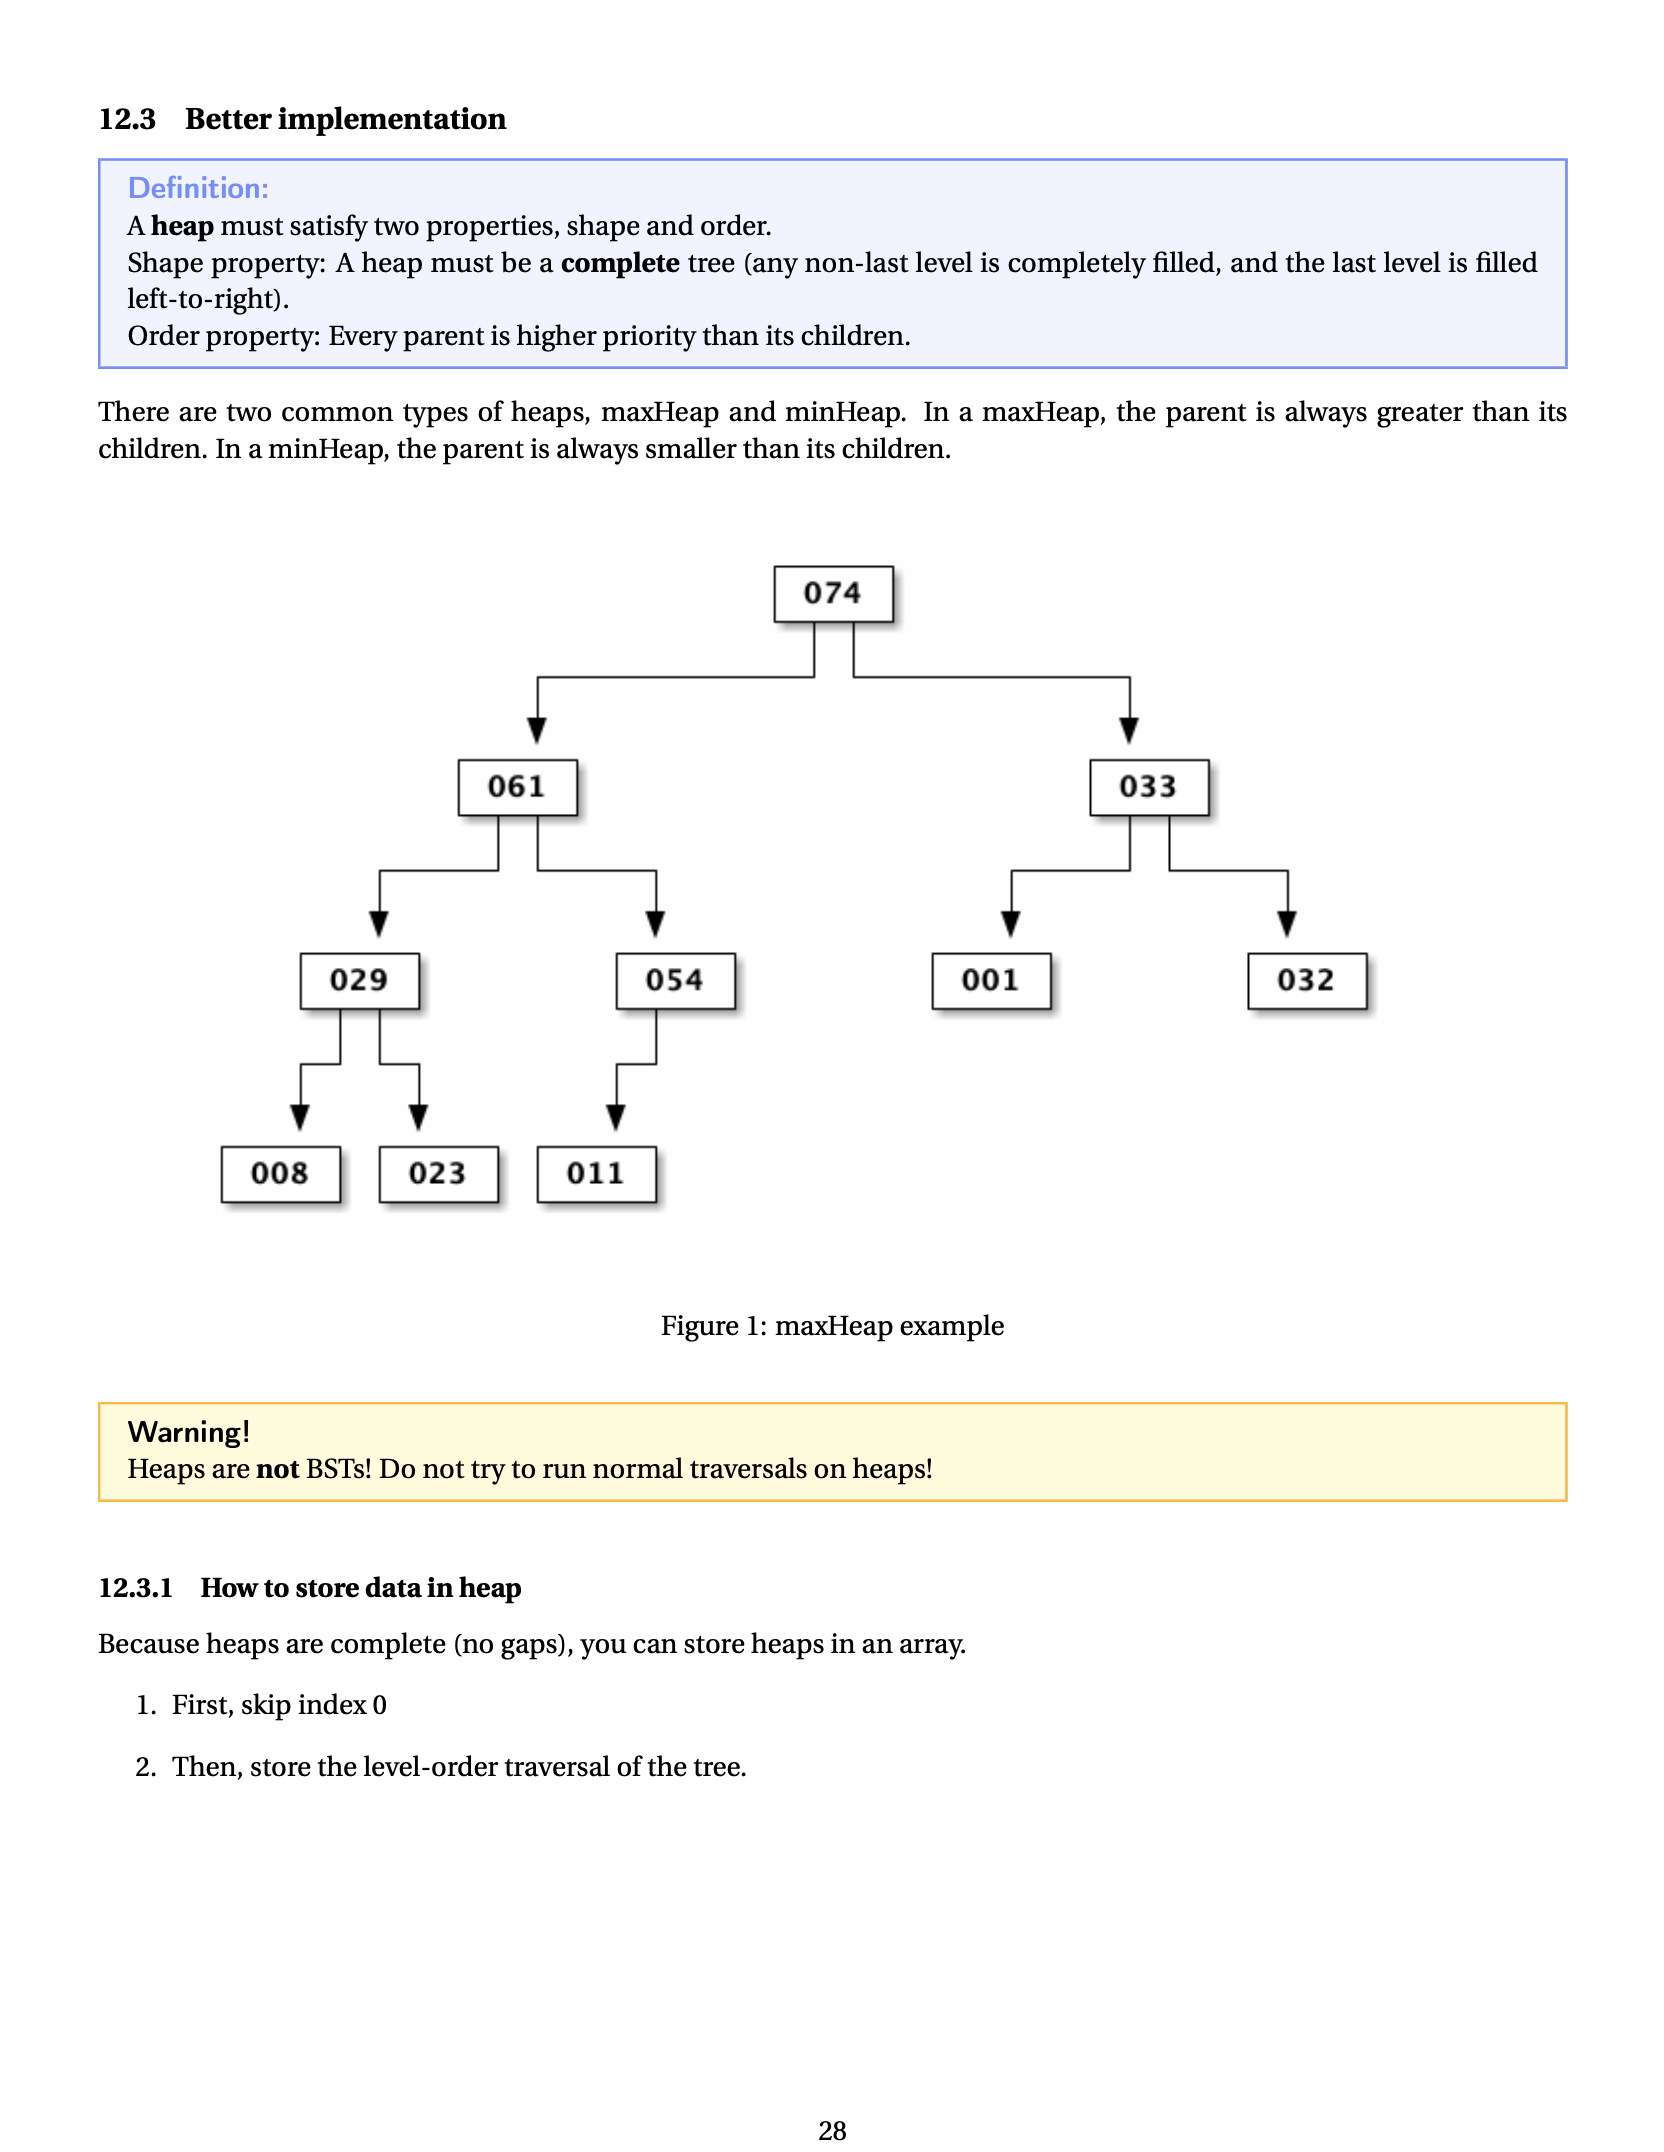 12.3 Better implementation
Definition:
A heap must satisfy two properties, shape and order.
Shape property: A heap must be a complete tree (any non-last level is completely filled, and the last level is filled
left-to-right).
Order property: Every parent is higher priority than its children.
There are two common types of heaps, maxHeap and minHeap. In a maxHeap, the parent is always greater than its
children. In a minHeap, the parent is always smaller than its children.
074
061 033
029 054 001 032
008 023 011
Figure 1: maxHeap example
Warning!
Heaps are not BSTs! Do not try to run normal traversals on heaps!
12.3.1 How to store data in heap
Because heaps are complete (no gaps), you can store heaps in an array.
1. First, skip index 0
2. Then, store the level-order traversal of the tree.
28